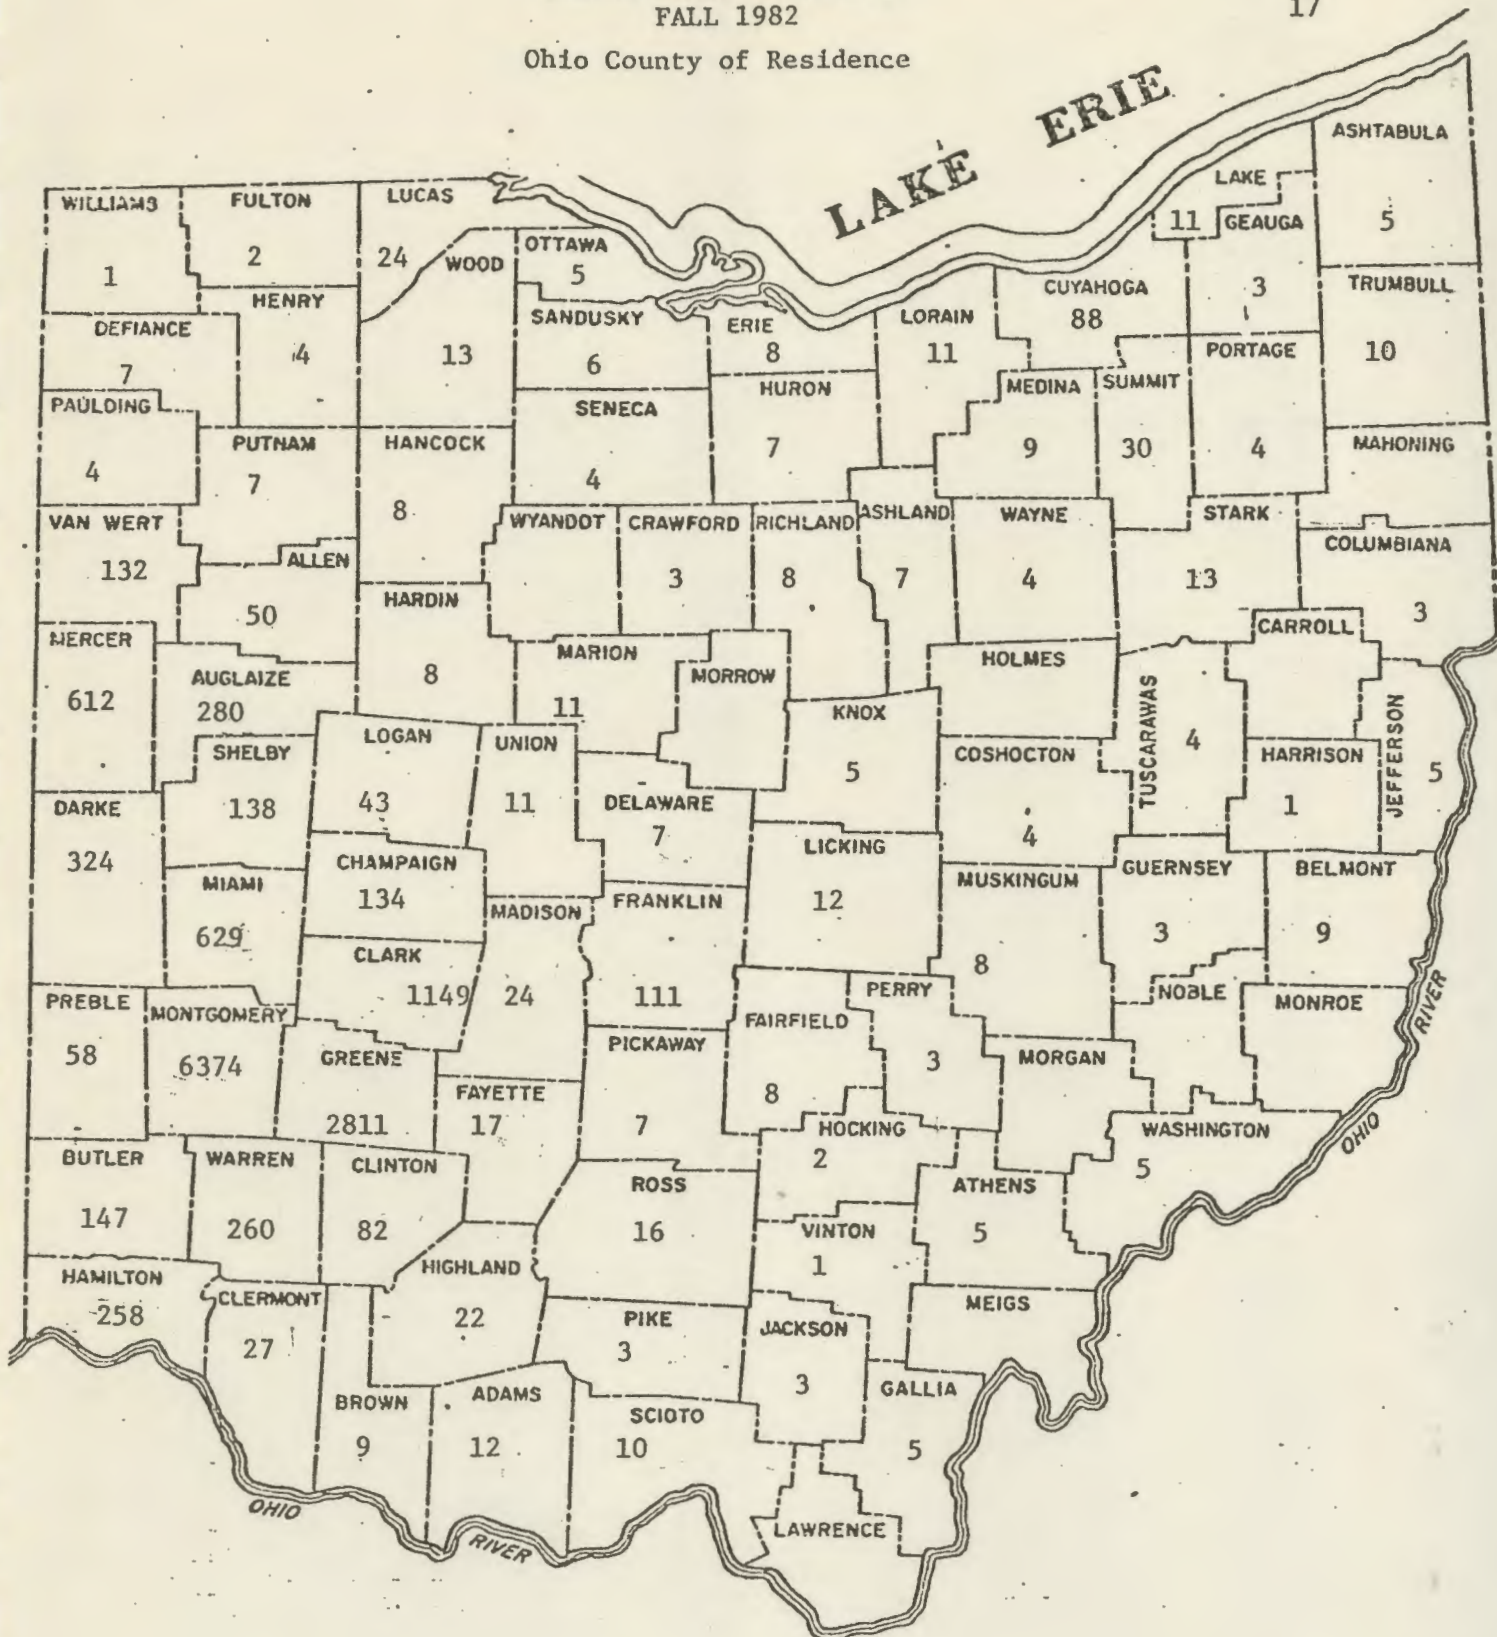 FALL 1982
17
Ohio County of Residence
LAKE ERIE
ASHTABULA
5
LAKE
11
GEAUGA
3
WILLIAMS
1
FULTON
2
LUCAS
24
WOOD
13
OTTAWA
5
HENRY
4
SANDUSKY
6
ERIE
8
LORAIN
11
CUYAHOGA
88
TRUMBULL
10
DEFIANCE
7
PORTAGE
4
HURON
7
MEDINA
9
SUMMIT
30
PAULDING
4
SENECA
4
PUTNAM
7
HANCOCK
8
MAHONING
VAN WERT
132
WYANDOT
CRAWFORD
3
RICHLAND
8
ASHLAND
7
WAYNE
4
STARK
13
COLUMBIANA
3
ALLEN
50
HARDIN
8
CARROLL
MERCER
612
AUGLAIZE
280
MARION
11
MORROW
HOLMES
KNOX
5
TUSCARAWAS
4
JEFFERSON
5
SHELBY
138
LOGAN
43
UNION
11
COSHOCTON
4
HARRISON
1
DARKE
324
DELAWARE
7
LICKING
12
CHAMPAIGN
134
MIAMI
629
MUSKINGUM
8
GUERNSEY
3
BELMONT
9
MADISON
24
FRANKLIN
111
CLARK
1149
PERRY
3
NOBLE
MONROE
PREBLE
58
MONTGOMERY
6374
FAIRFIELD
8
GREENE
2811
PICKAWAY
7
MORGAN
FAYETTE
17
HOCKING
2
WASHINGTON
5
OHIO RIVER
BUTLER
147
WARREN
260
CLINTON
82
ROSS
16
ATHENS
5
VINTON
1
HAMILTON
258
HIGHLAND
22
CLERMONT
27
MEIGS
PIKE
3
JACKSON
3
GALLIA
5
BROWN
9
ADAMS
12
SCIOTO
10
OHIO
RIVER
LAWRENCE